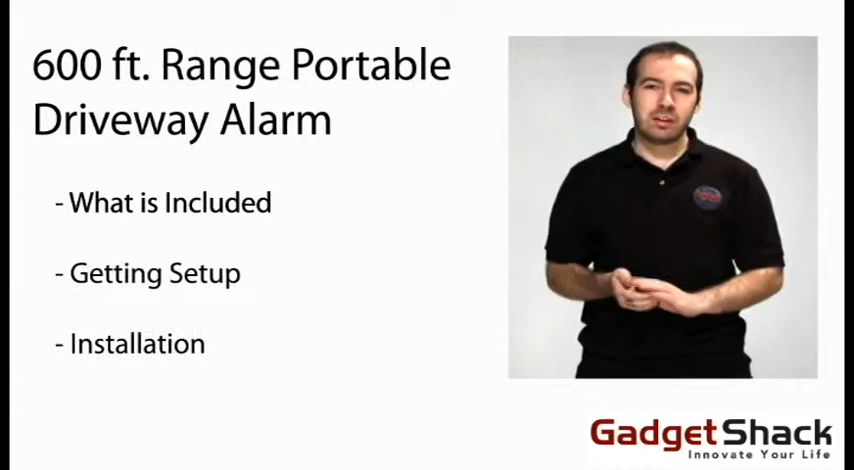 600 ft. Range Portable
Driveway Alarm
- What is Included
- Getting Setup
- Installation
GadgetShack
Innovate Your Life